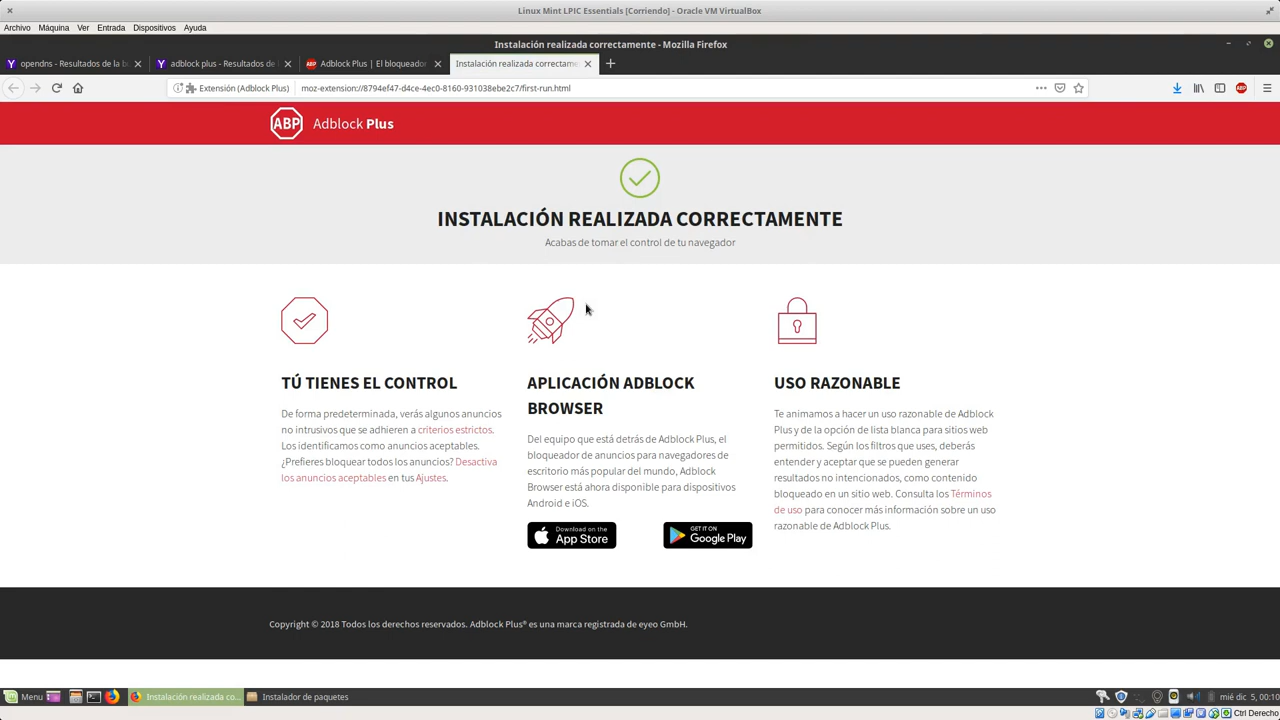 Linux Mint LPIC Essentials [Corriendo] - Oracle VM VirtualBox
Archivo Máquina Ver Entrada Dispositivos Ayuda
Instalación realizada correctamente - Mozilla Firefox
opendns - Resultados de la b
adblock plus - Resultados de
Adblock Plus | El bloqueador
Instalación realizada correctam
Extensión (Adblock Plus)
moz-extension://8794ef47-d4ce-4ec0-8160-931038ebe2c7/first-run.html
ABP
ABP Adblock Plus
INSTALACIÓN REALIZADA CORRECTAMENTE
Acabas de tomar el control de tu navegador
TÚ TIENES EL CONTROL
De forma predeterminada, verás algunos anuncios
no intrusivos que se adhieren a criterios estrictos.
Los identificamos como anuncios aceptables.
¿Prefieres bloquear todos los anuncios? Desactiva
los anuncios aceptables en tus Ajustes.
APLICACIÓN ADBLOCK
BROWSER
Del equipo que está detrás de Adblock Plus, el
bloqueador de anuncios para navegadores de
escritorio más popular del mundo, Adblock
Browser está ahora disponible para dispositivos
Android e iOS.
Download on the
App Store
GET IT ON
Google Play
USO RAZONABLE
Te animamos a hacer un uso razonable de Adblock
Plus y de la opción de lista blanca para sitios web
permitidos. Según los filtros que uses, deberás
entender y aceptar que se pueden generar
resultados no intencionados, como contenido
bloqueado en un sitio web. Consulta los Términos
de uso para conocer más información sobre un uso
razonable de Adblock Plus.
Copyright © 2018 Todos los derechos reservados. Adblock Plus® es una marca registrada de eyeo GmbH.
Menu
Instalación realizada co...
Instalador de paquetes
mié dic 5, 00:10
Ctrl Derecho